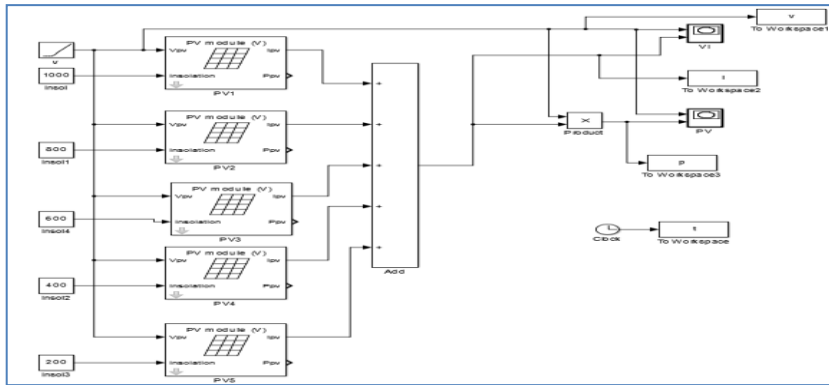 v
To Workspace1
PV module (V)
Vpv
Ipv
Insolation
Ppv
PV1
v
1000
Insol
VI
I
To Workspace2
PV module (V)
Vpv
Ipv
Insolation
Ppv
PV2
800
Insol1
+
+
+
+
+
Add
×
Product
PV
p
To Workspace3
PV module (V)
Vpv
Ipv
Insolation
Ppv
PV3
600
Insol4
Clock
t
To Workspace
PV module (V)
Vpv
Ipv
Insolation
Ppv
PV4
400
Insol2
PV module (V)
Vpv
Ipv
Insolation
Ppv
PV5
200
Insol3